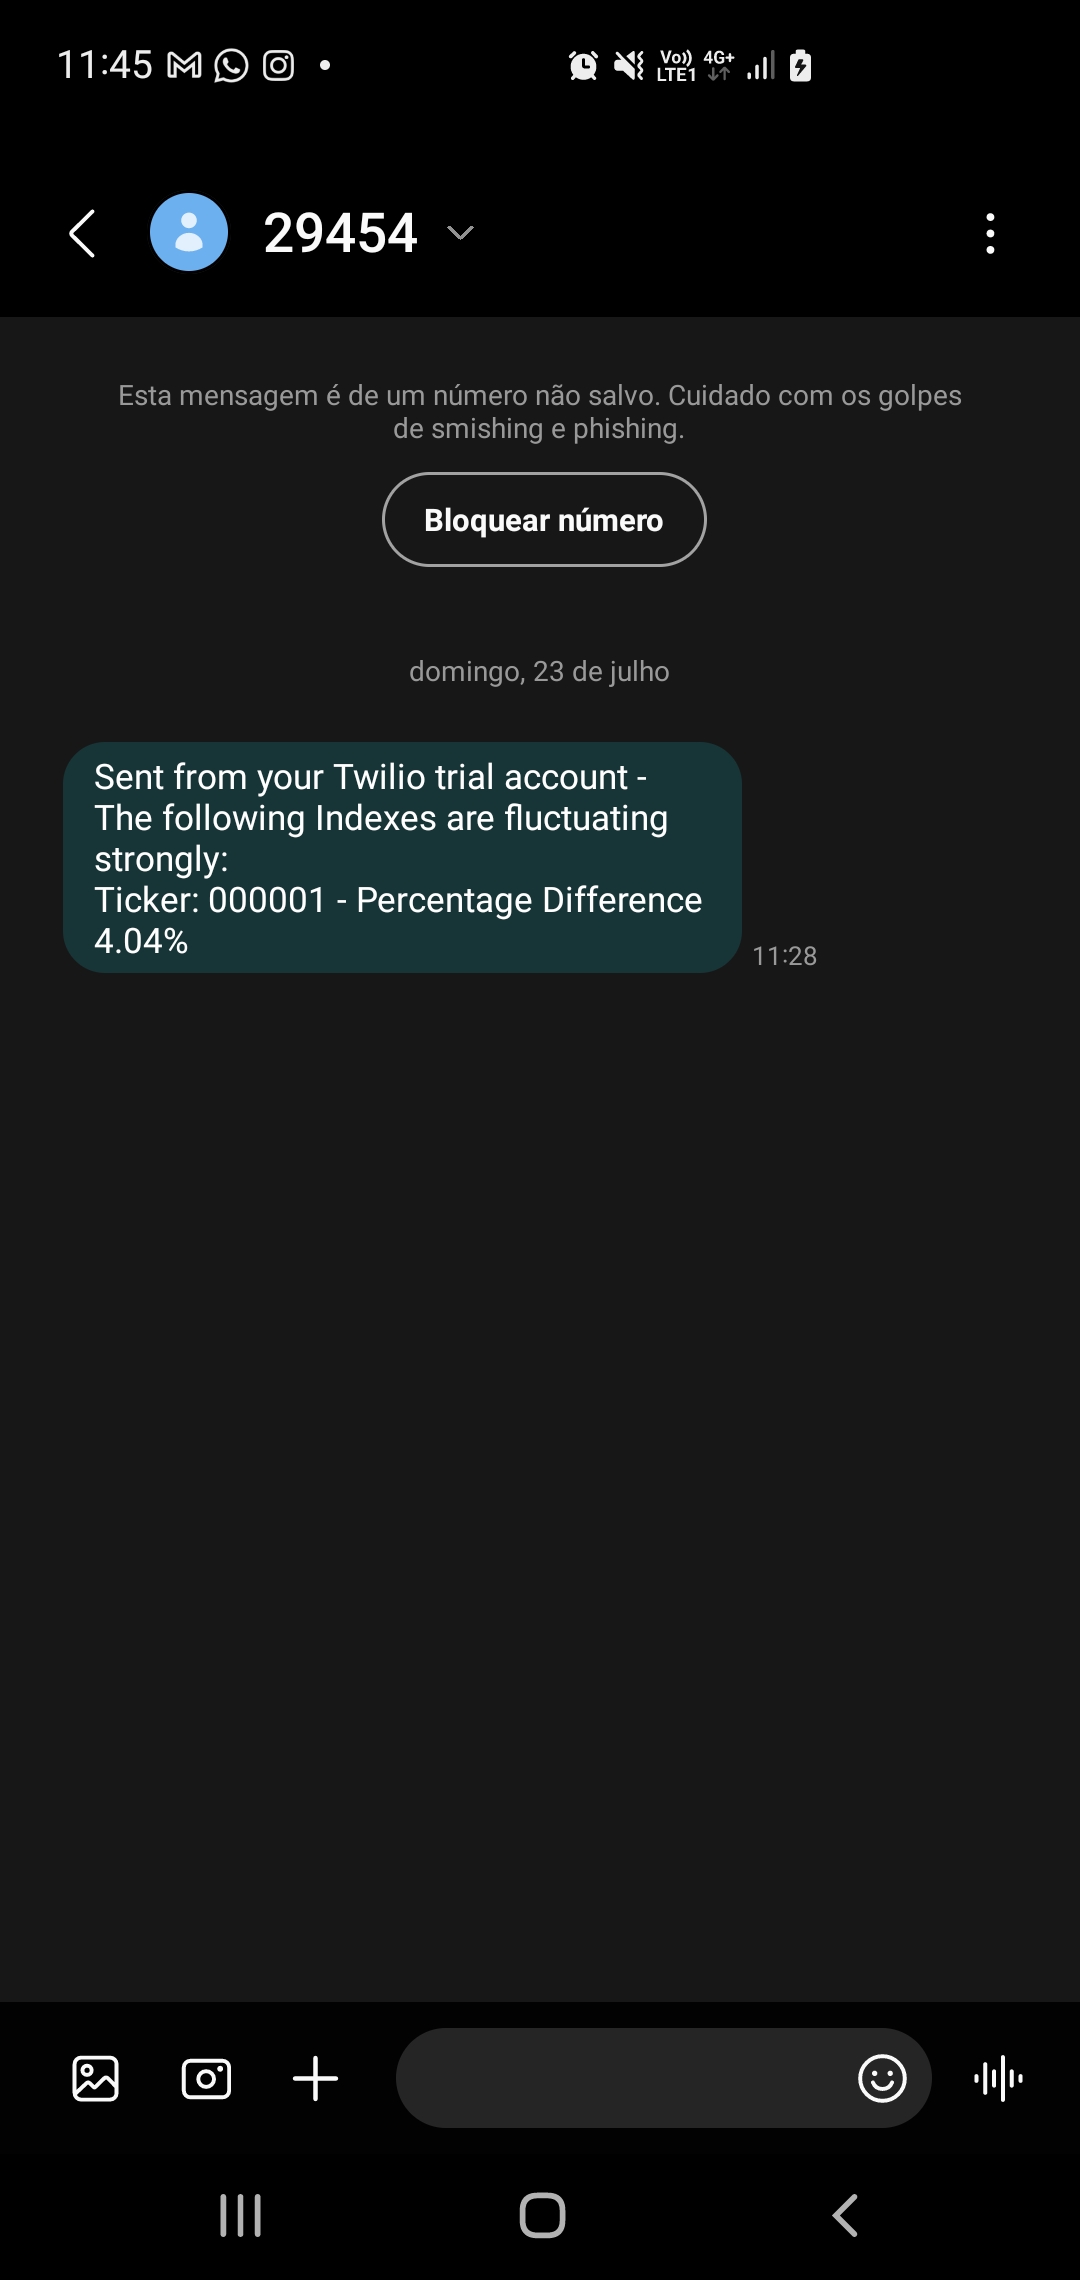 11:45
Vo)) 4G+
LTE1
29454
Esta mensagem é de um número não salvo. Cuidado com os golpes
de smishing e phishing.
Bloquear número
domingo, 23 de julho
Sent from your Twilio trial account -
The following Indexes are fluctuating
strongly:
Ticker: 000001 - Percentage Difference
4.04%
11:28